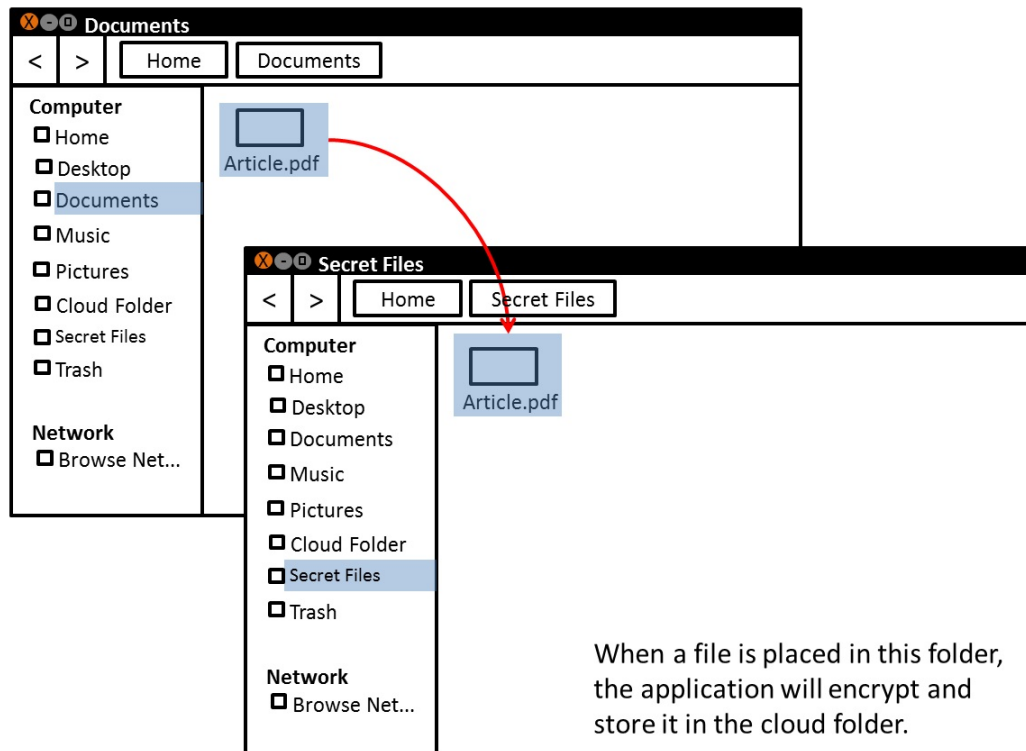 X - Documents
< > Home Documents
Computer
Home
Desktop
Documents
Music
Pictures
Cloud Folder
Secret Files
Trash
Network
Browse Net...
Article.pdf
X - Secret Files
< > Home Secret Files
Computer
Home
Desktop
Documents
Music
Pictures
Cloud Folder
Secret Files
Trash
Network
Browse Net...
Article.pdf
When a file is placed in this folder,
the application will encrypt and
store it in the cloud folder.